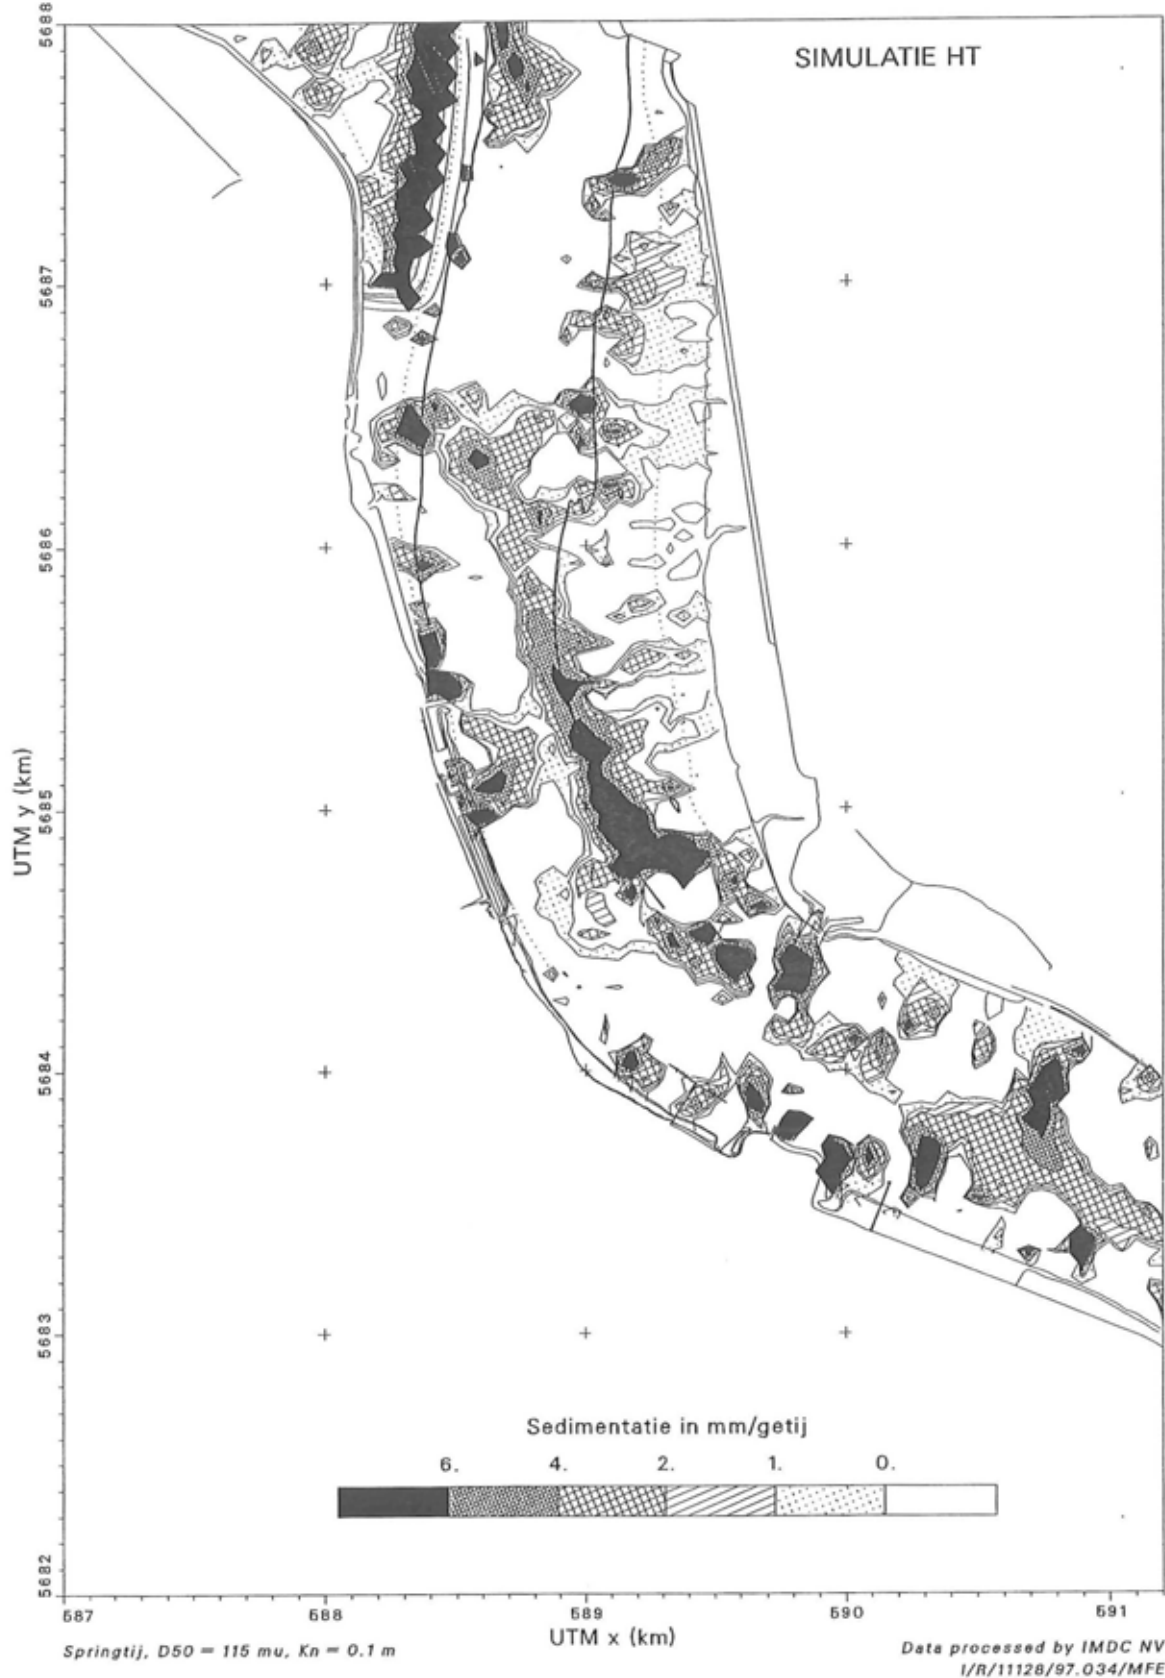 SIMULATIE HT
5688
5687
5686
5685
5684
5683
5682
UTM y (km)
Sedimentatie in mm/getij
6. 4. 2. 1. 0.
587 588 589 590 591
UTM x (km)
Springtij, D50 = 115 mu, Kn = 0.1 m
Data processed by IMDC NV
I/R/11128/97.034/MFE